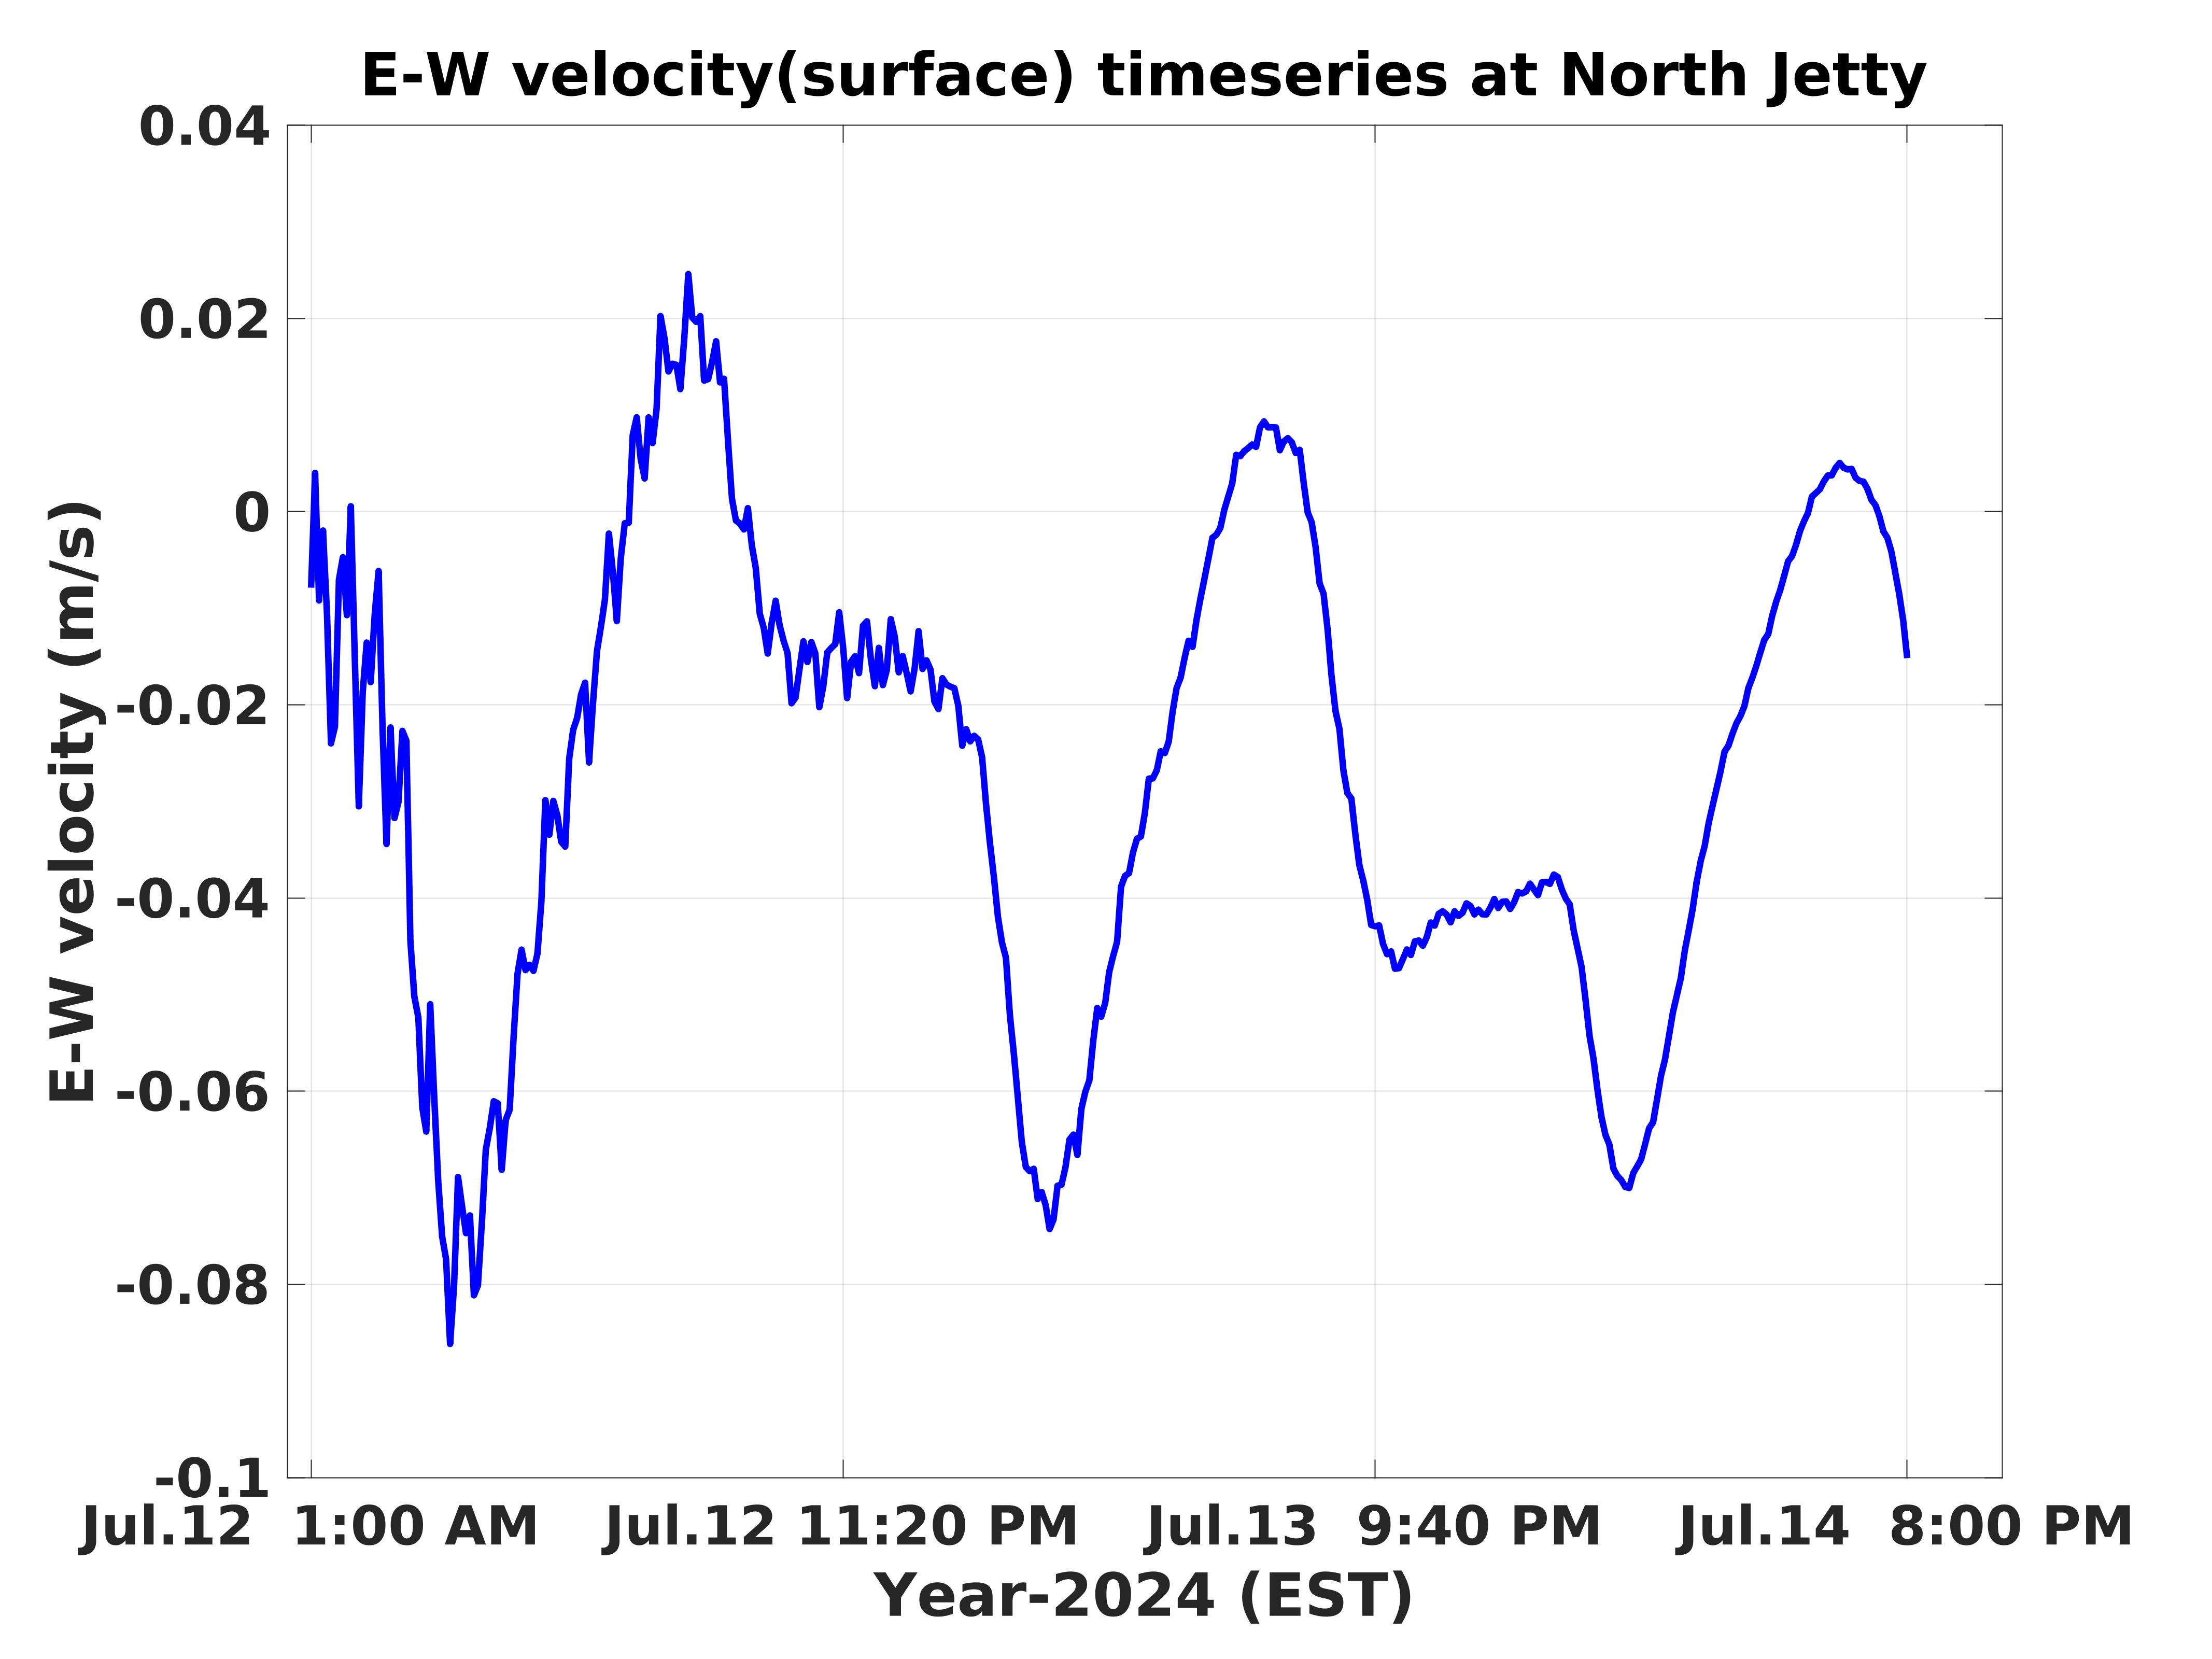 E-W velocity(surface) timeseries at North Jetty
0.04
0.02
0
-0.02
-0.04
-0.06
-0.08
-0.1
E-W velocity (m/s)
Jul.12  1:00 AM Jul.12 11:20 PM Jul.13  9:40 PM Jul.14  8:00 PM
Year-2024 (EST)